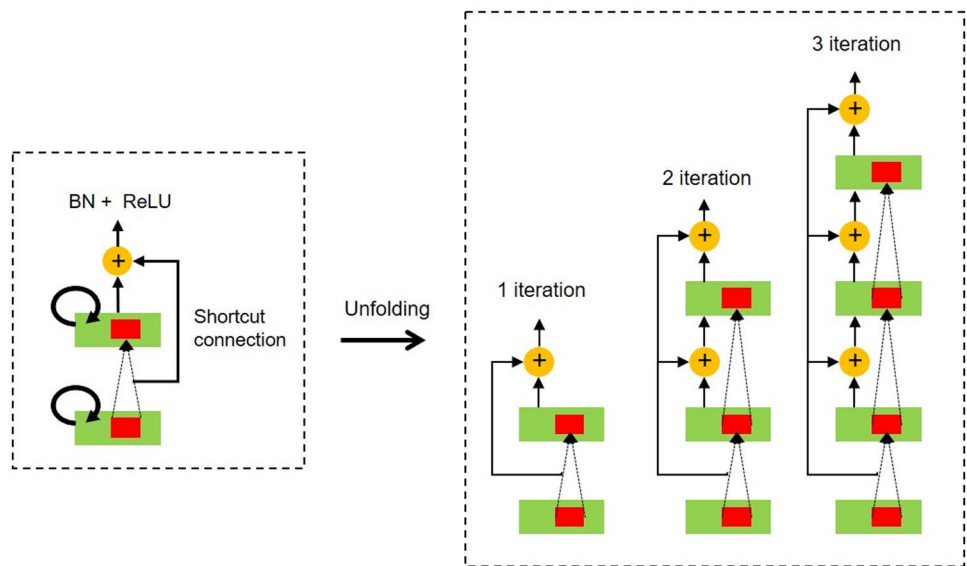 BN + ReLU
+
Shortcut
connection
Unfolding
1 iteration
+
2 iteration
+
+
3 iteration
+
+
+